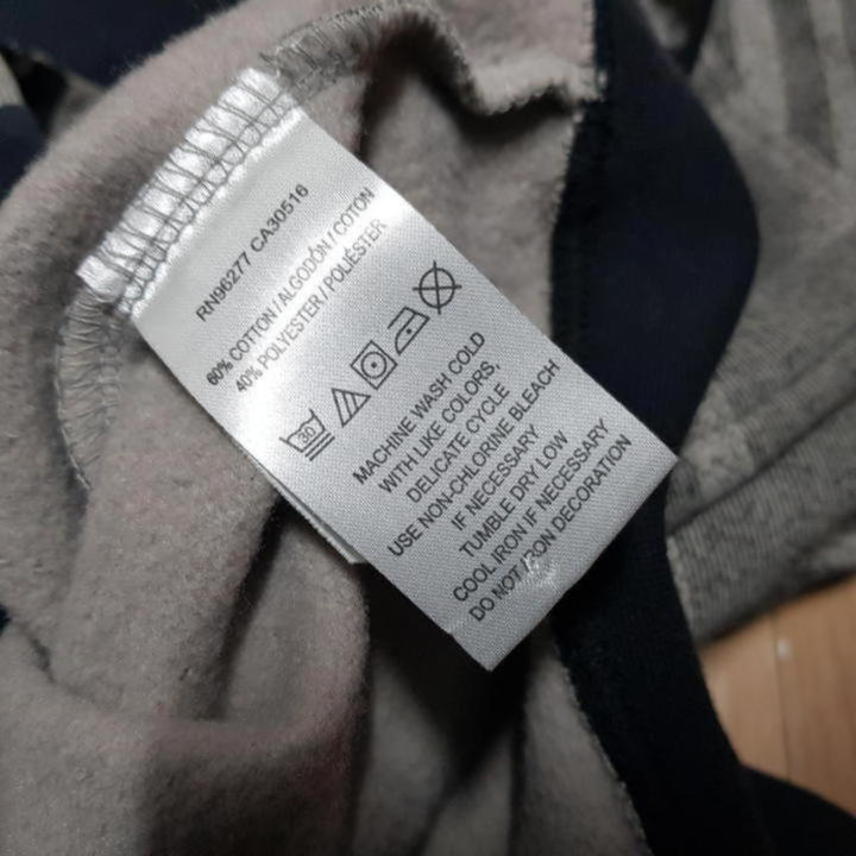 RN96277 CA30516
60% COTTON / ALGODÓN / COTON
40% POLYESTER / POLIÉSTER
30
MACHINE WASH COLD
WITH LIKE COLORS,
DELICATE CYCLE
USE NON-CHLORINE BLEACH
IF NECESSARY
TUMBLE DRY LOW
COOL IRON IF NECESSARY
DO NOT IRON DECORATION